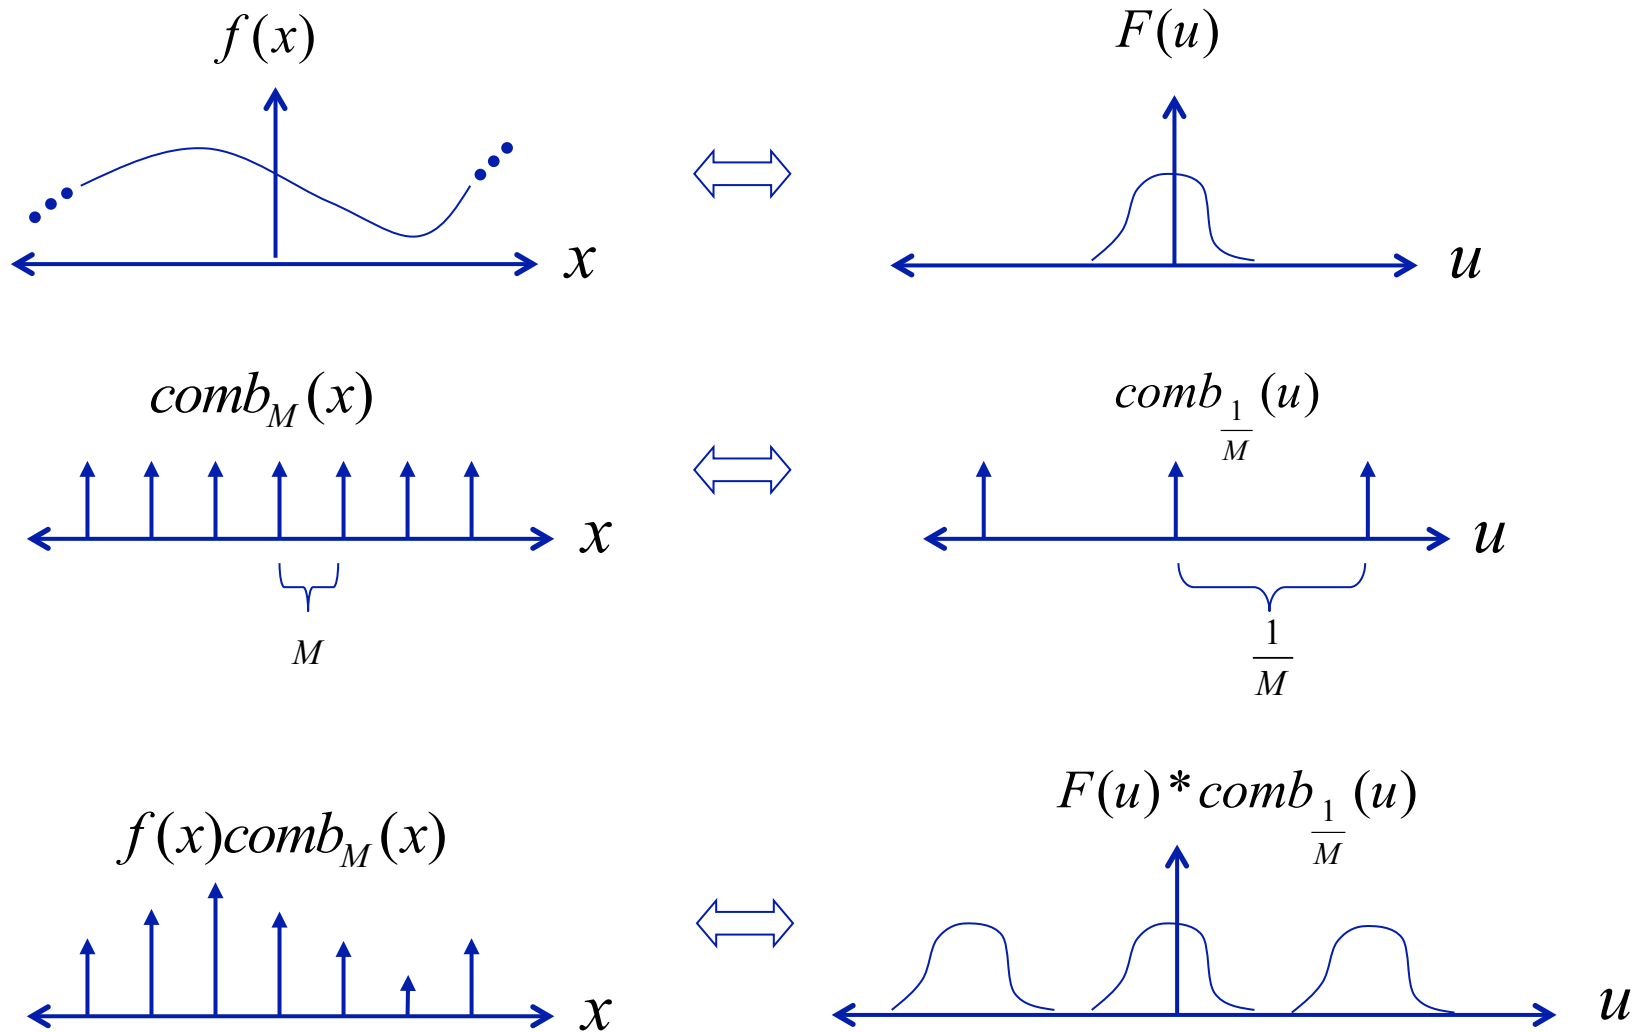 f(x)
F(u)
x
u
comb_M(x)
comb_{1/M}(u)
x
u
M
1/M
f(x)comb_M(x)
F(u)*comb_{1/M}(u)
x
u